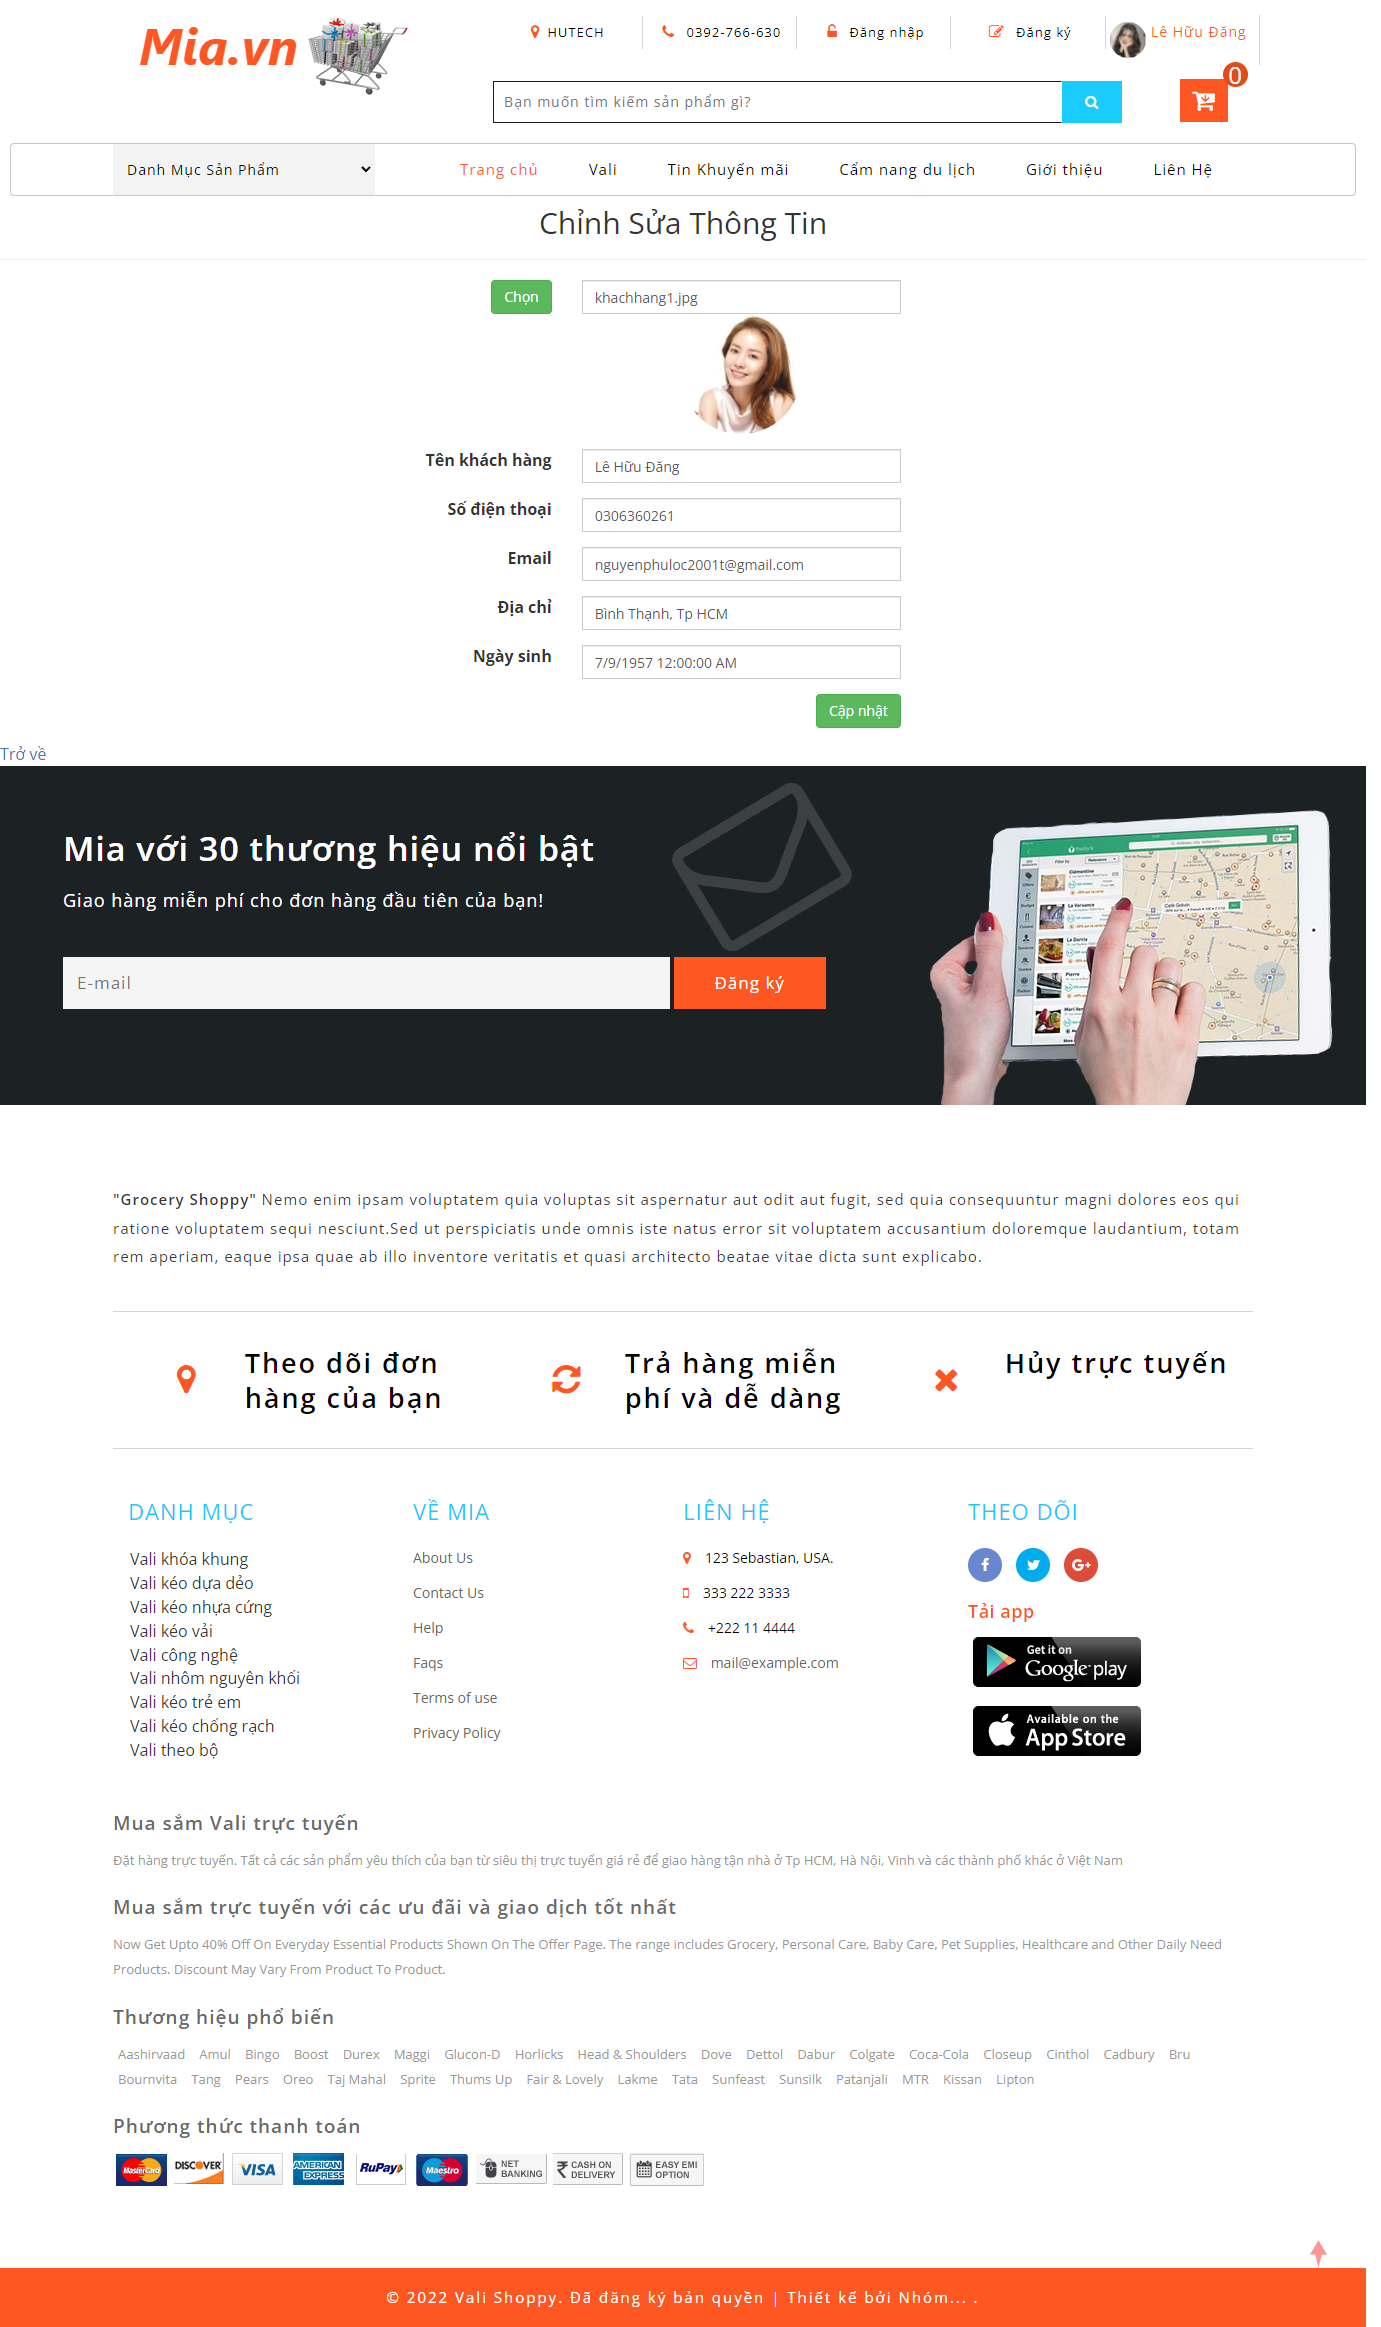 Mia.vn
HUTECH
0392-766-630
Đăng nhập
Đăng ký
Lê Hữu Đăng
Bạn muốn tìm kiếm sản phẩm gì?
0
Danh Mục Sản Phẩm
Trang chủ
Vali
Tin Khuyến mãi
Cẩm nang du lịch
Giới thiệu
Liên Hệ
Chỉnh Sửa Thông Tin
Chọn
khachhang1.jpg
Tên khách hàng
Lê Hữu Đăng
Số điện thoại
0306360261
Email
nguyenphuloc2001t@gmail.com
Địa chỉ
Bình Thạnh, Tp HCM
Ngày sinh
7/9/1957 12:00:00 AM
Cập nhật
Trở về
Mia với 30 thương hiệu nổi bật
Giao hàng miễn phí cho đơn hàng đầu tiên của bạn!
E-mail
Đăng ký
"Grocery Shoppy" Nemo enim ipsam voluptatem quia voluptas sit aspernatur aut odit aut fugit, sed quia consequuntur magni dolores eos qui
ratione voluptatem sequi nesciunt.Sed ut perspiciatis unde omnis iste natus error sit voluptatem accusantium doloremque laudantium, totam
rem aperiam, eaque ipsa quae ab illo inventore veritatis et quasi architecto beatae vitae dicta sunt explicabo.
Theo dõi đơn
hàng của bạn
Trả hàng miễn
phí và dễ dàng
Hủy trực tuyến
DANH MỤC
Vali khóa khung
Vali kéo dựa dẻo
Vali kéo nhựa cứng
Vali kéo vải
Vali công nghệ
Vali nhôm nguyên khối
Vali kéo trẻ em
Vali kéo chống rạch
Vali theo bộ
VỀ MIA
About Us
Contact Us
Help
Faqs
Terms of use
Privacy Policy
LIÊN HỆ
123 Sebastian, USA.
333 222 3333
+222 11 4444
mail@example.com
THEO DÕI
Tải app
Get it on
Google play
Available on the
App Store
Mua sắm Vali trực tuyến
Đặt hàng trực tuyến. Tất cả các sản phẩm yêu thích của bạn từ siêu thị trực tuyến giá rẻ để giao hàng tận nhà ở Tp HCM, Hà Nội, Vinh và các thành phố khác ở Việt Nam
Mua sắm trực tuyến với các ưu đãi và giao dịch tốt nhất
Now Get Upto 40% Off On Everyday Essential Products Shown On The Offer Page. The range includes Grocery, Personal Care, Baby Care, Pet Supplies, Healthcare and Other Daily Need
Products. Discount May Vary From Product To Product.
Thương hiệu phổ biến
Aashirvaad Amul Bingo Boost Durex Maggi Glucon-D Horlicks Head & Shoulders Dove Dettol Dabur Colgate Coca-Cola Closeup Cinthol Cadbury Bru
Bournvita Tang Pears Oreo Taj Mahal Sprite Thums Up Fair & Lovely Lakme Tata Sunfeast Sunsilk Patanjali MTR Kissan Lipton
Phương thức thanh toán
MasterCard
DISCOVER
VISA
AMERICAN EXPRESS
RuPay
Maestro
NET BANKING
₹ CASH ON DELIVERY
EASY EMI OPTION
© 2022 Vali Shoppy. Đã đăng ký bản quyền | Thiết kế bởi Nhóm... .